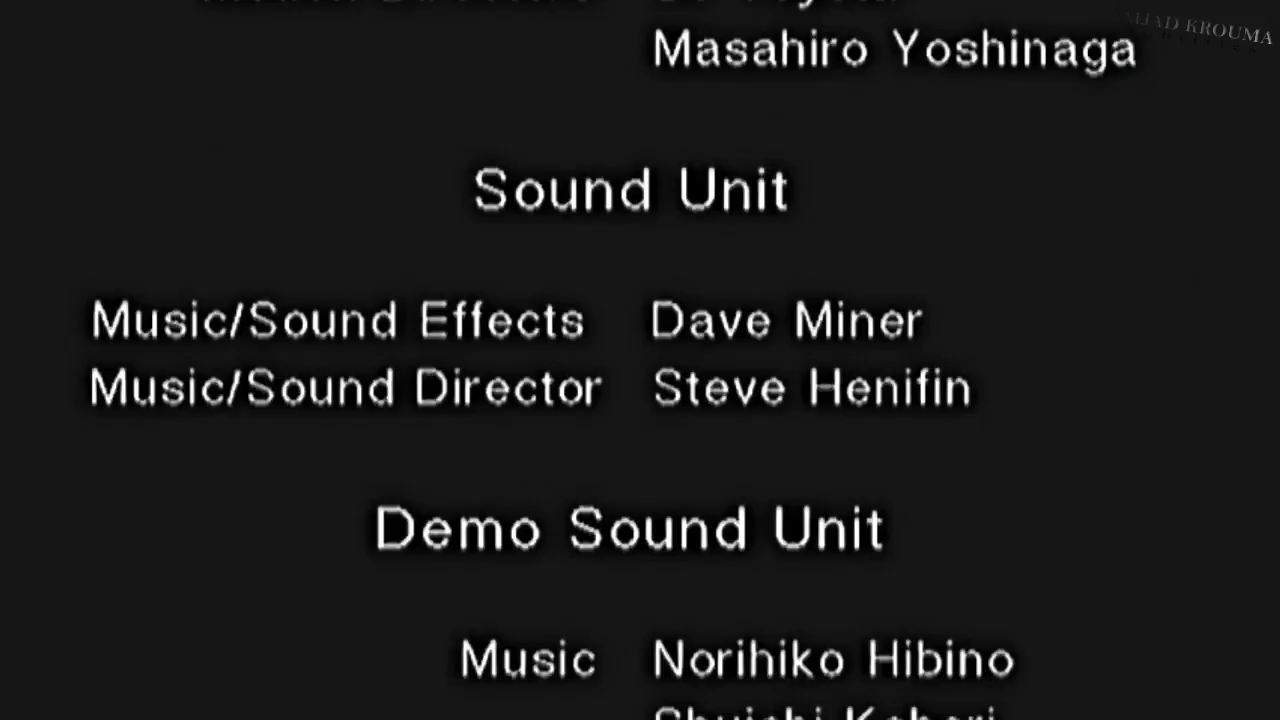 Masahiro Yoshinaga
KROUMA
Sound Unit
Music/Sound Effects Dave Miner
Music/Sound Director Steve Henifin
Demo Sound Unit
Music Norihiko Hibino